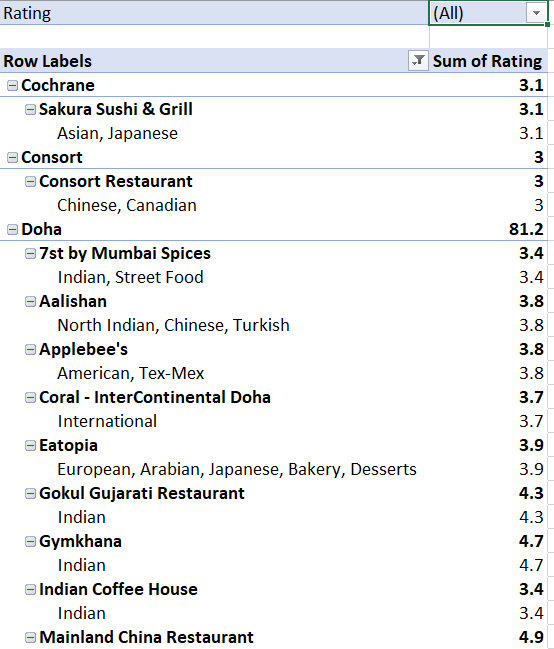 Rating (All)
Row Labels Sum of Rating
Cochrane 3.1
Sakura Sushi & Grill 3.1
Asian, Japanese 3.1
Consort 3
Consort Restaurant 3
Chinese, Canadian 3
Doha 81.2
7st by Mumbai Spices 3.4
Indian, Street Food 3.4
Aalishan 3.8
North Indian, Chinese, Turkish 3.8
Applebee's 3.8
American, Tex-Mex 3.8
Coral - InterContinental Doha 3.7
International 3.7
Eatopia 3.9
European, Arabian, Japanese, Bakery, Desserts 3.9
Gokul Gujarati Restaurant 4.3
Indian 4.3
Gymkhana 4.7
Indian 4.7
Indian Coffee House 3.4
Indian 3.4
Mainland China Restaurant 4.9